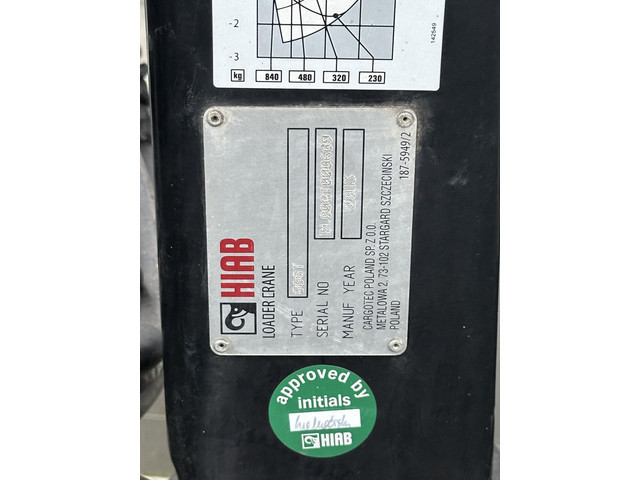 -2
-3
kg 840 480 320 230
142549
HIAB
LOADER CRANE
TYPE
SERIAL NO
MANUF YEAR 2013
CARGOTEC POLAND SP. Z O.O.
METALOWA 2, 73-102 STARGARD SZCZECINSKI
POLAND
187-5949/2
approved by
initials
HIAB